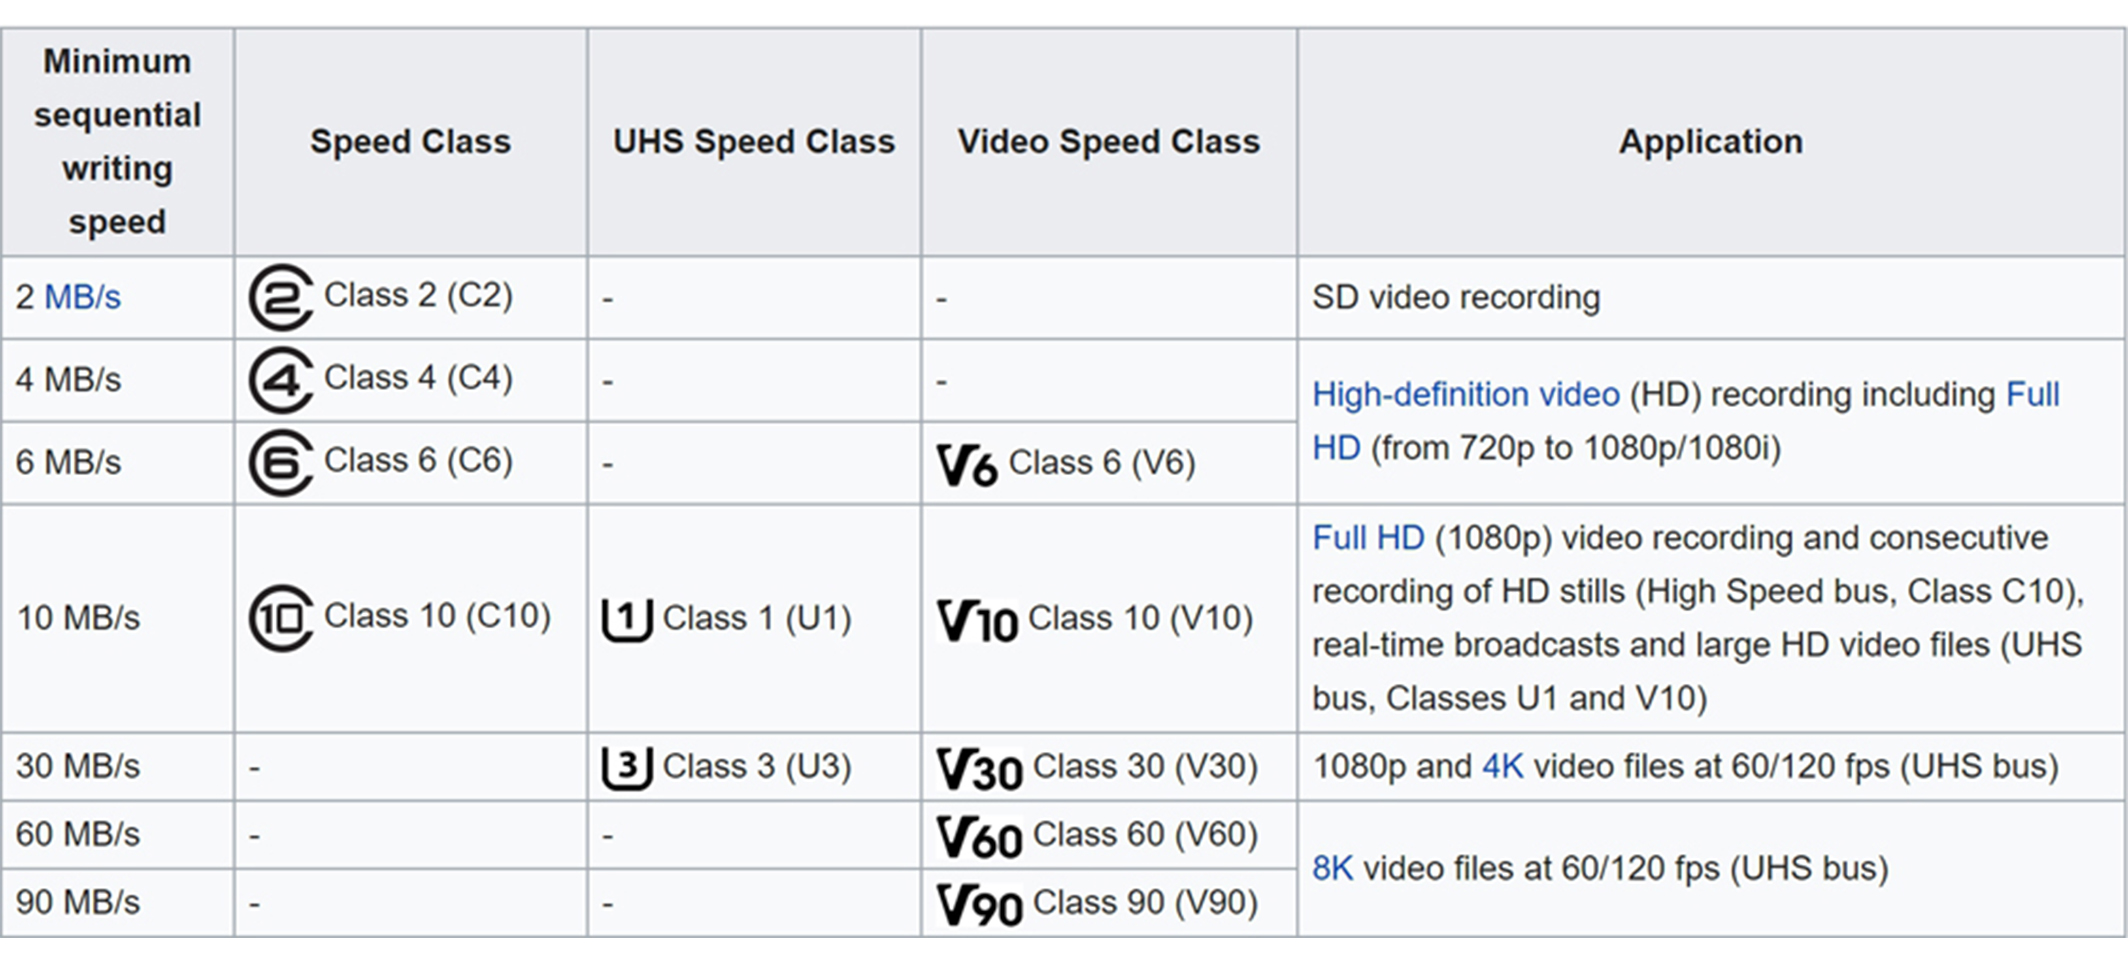 Minimum
sequential
writing
speed
Speed Class
UHS Speed Class
Video Speed Class
Application
2 MB/s
2 Class 2 (C2)
-
-
SD video recording
4 MB/s
4 Class 4 (C4)
-
-
High-definition video (HD) recording including Full
HD (from 720p to 1080p/1080i)
6 MB/s
6 Class 6 (C6)
-
V6 Class 6 (V6)
10 MB/s
10 Class 10 (C10)
1 Class 1 (U1)
V10 Class 10 (V10)
Full HD (1080p) video recording and consecutive
recording of HD stills (High Speed bus, Class C10),
real-time broadcasts and large HD video files (UHS
bus, Classes U1 and V10)
30 MB/s
-
3 Class 3 (U3)
V30 Class 30 (V30)
1080p and 4K video files at 60/120 fps (UHS bus)
60 MB/s
-
-
V60 Class 60 (V60)
8K video files at 60/120 fps (UHS bus)
90 MB/s
-
-
V90 Class 90 (V90)